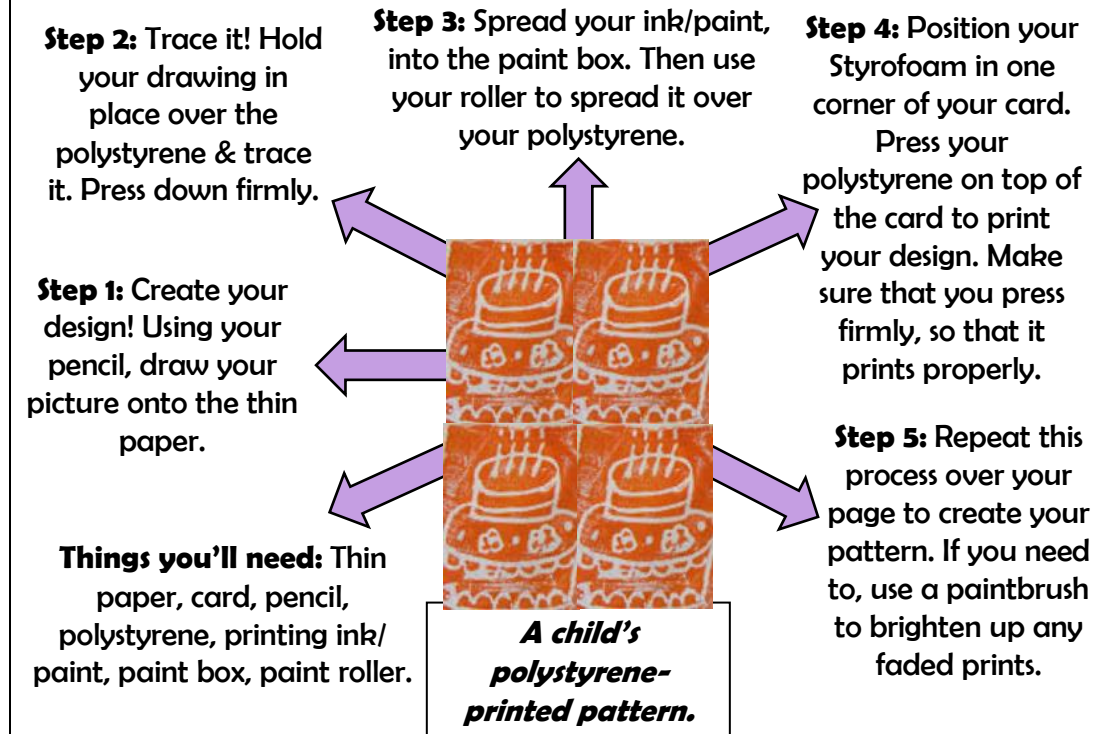 Step 2: Trace it! Hold
your drawing in
place over the
polystyrene & trace
it. Press down firmly.
Step 3: Spread your ink/paint,
into the paint box. Then use
your roller to spread it over
your polystyrene.
Step 4: Position your
Styrofoam in one
corner of your card.
Press your
polystyrene on top of
the card to print
your design. Make
sure that you press
firmly, so that it
prints properly.
Step 1: Create your
design! Using your
pencil, draw your
picture onto the thin
paper.
Step 5: Repeat this
process over your
page to create your
pattern. If you need
to, use a paintbrush
to brighten up any
faded prints.
Things you'll need: Thin
paper, card, pencil,
polystyrene, printing ink/
paint, paint box, paint roller.
A child's
polystyrene-
printed pattern.